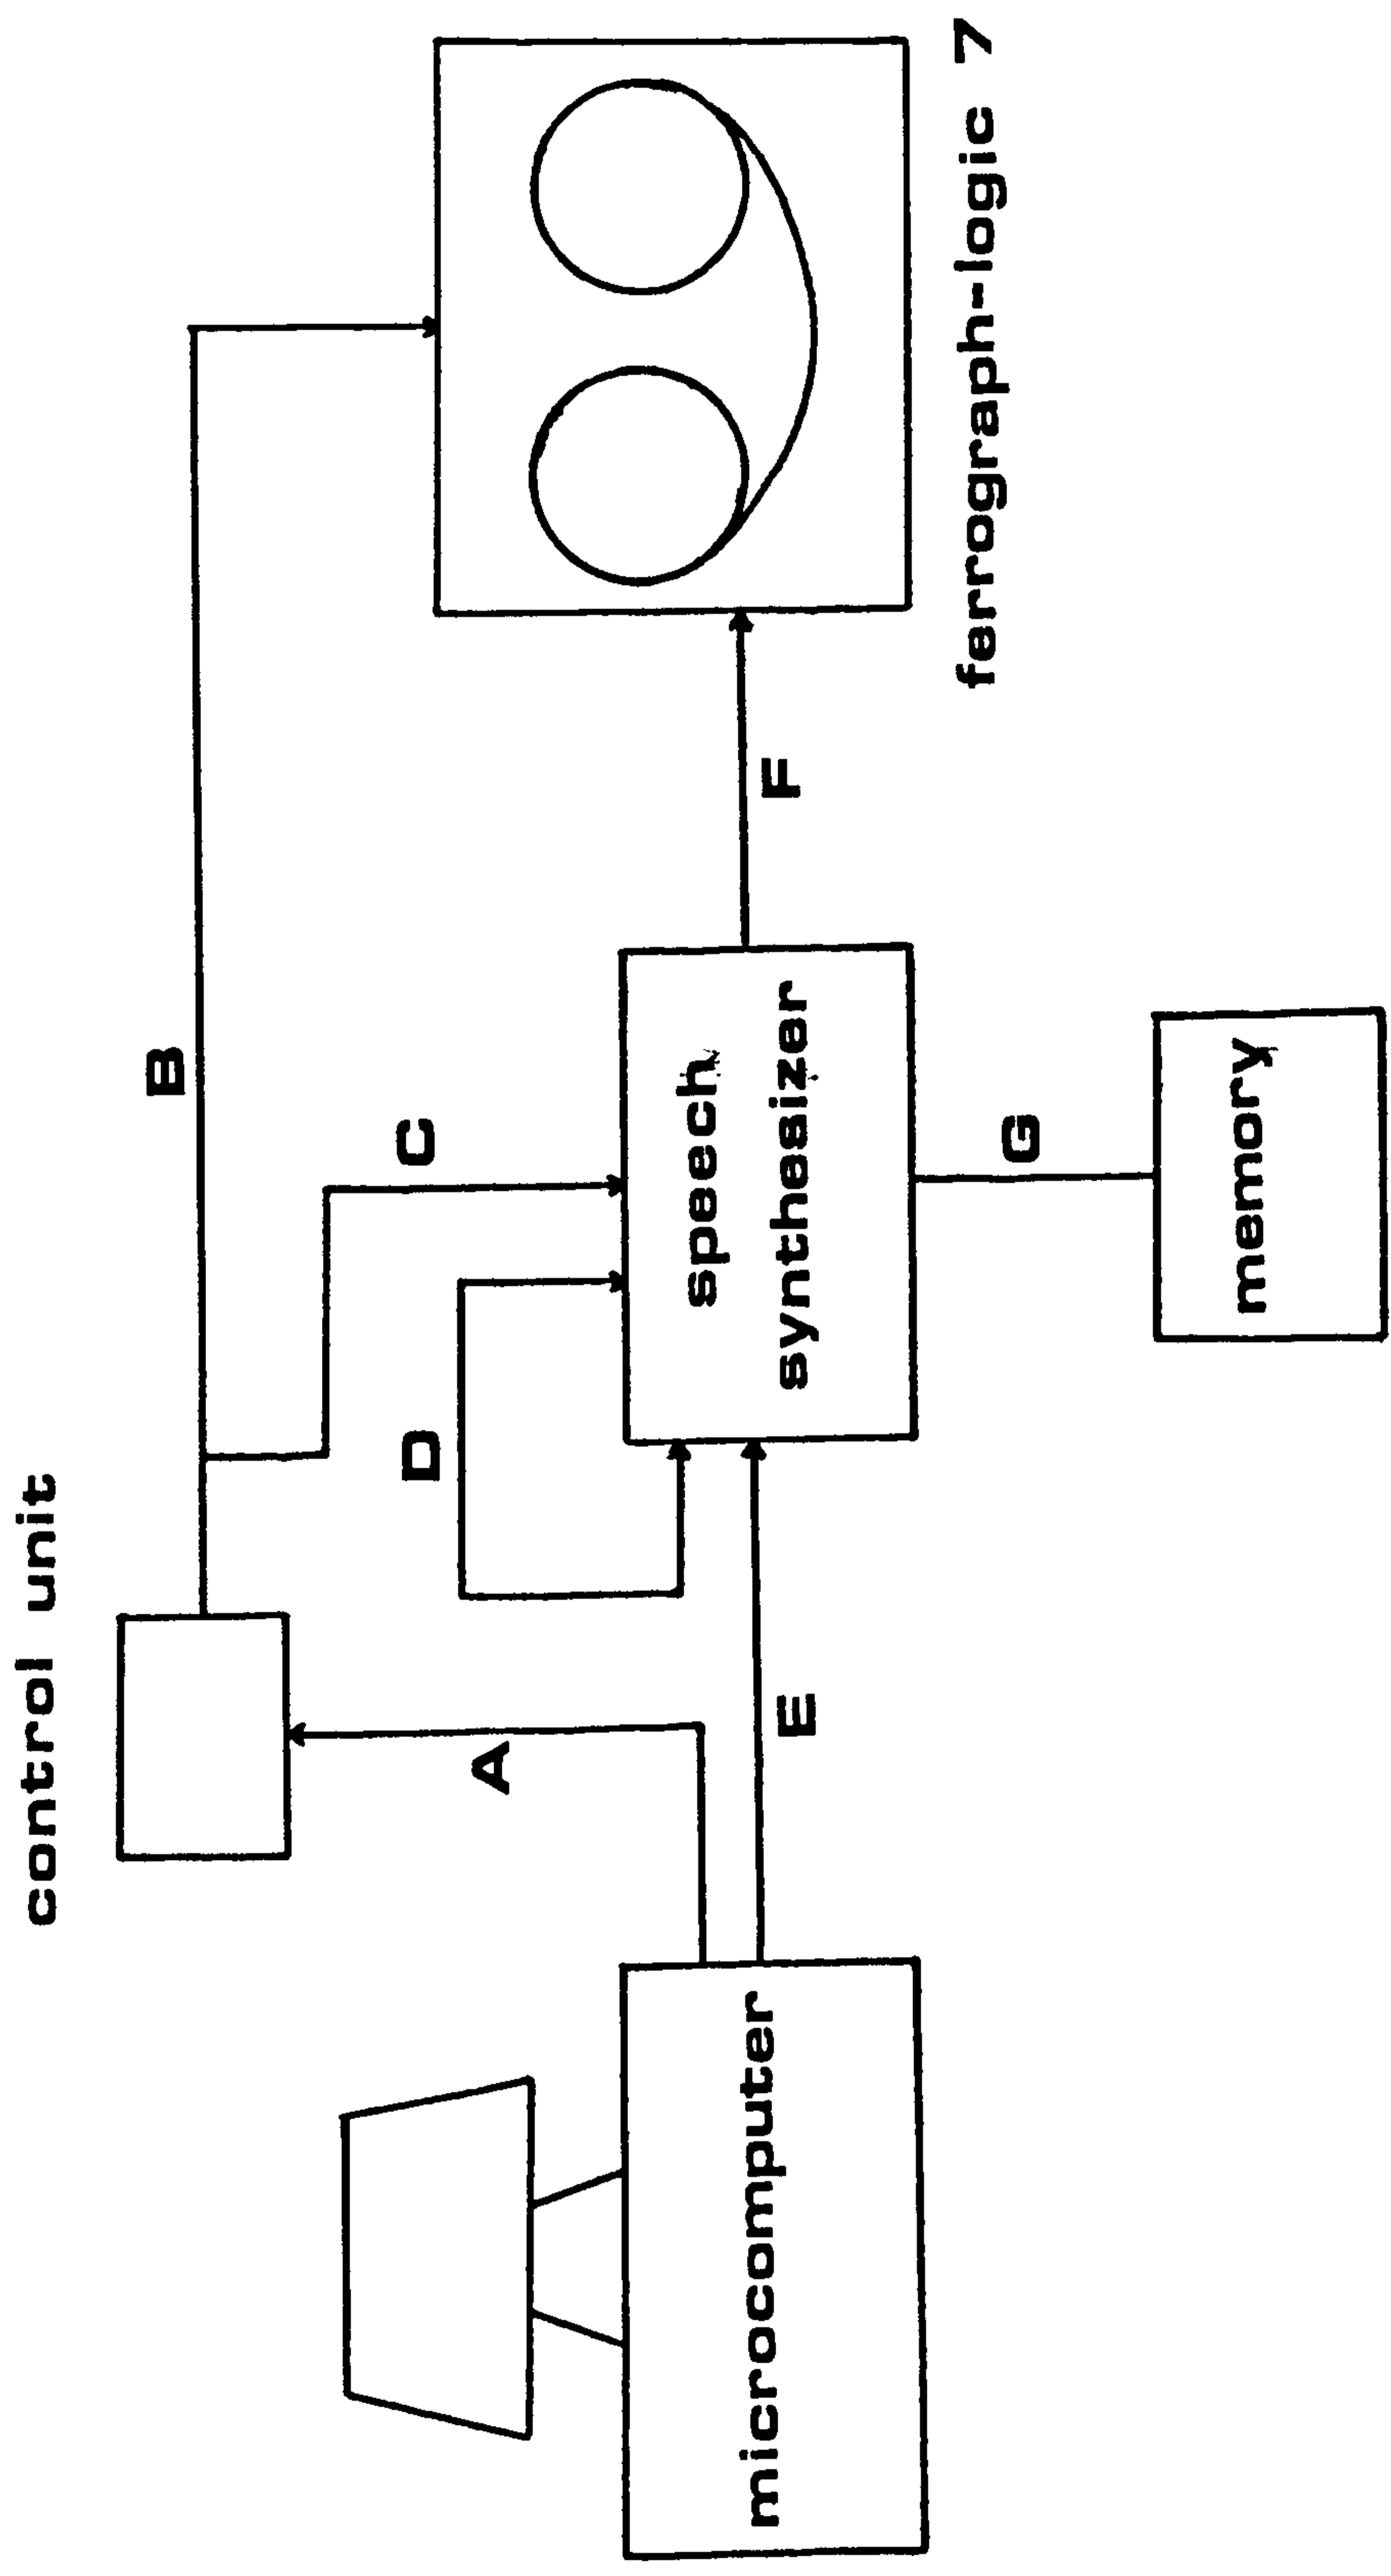 control unit
B
C
D
A
E
F
G
speech
synthesizer
microcomputer
memory
ferrograph-logic 7